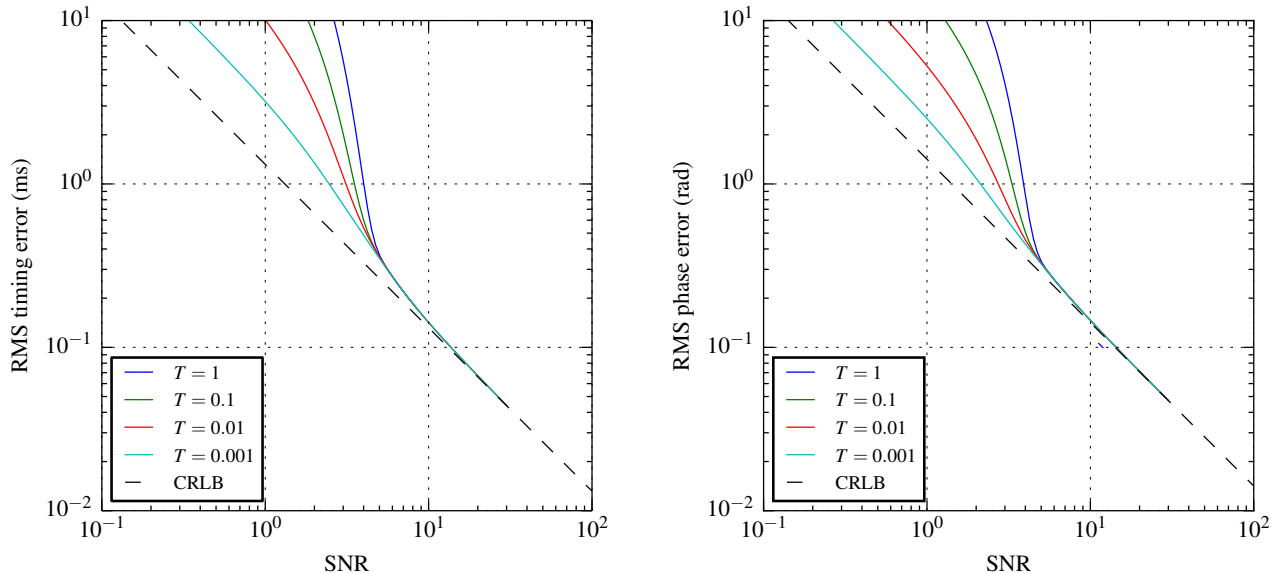 10^1
10^0
10^{-1}
10^{-2}
RMS timing error (ms)
T = 1
T = 0.1
T = 0.01
T = 0.001
CRLB
10^{-1}
10^0
10^1
10^2
SNR
10^1
10^0
10^{-1}
10^{-2}
RMS phase error (rad)
T = 1
T = 0.1
T = 0.01
T = 0.001
CRLB
10^{-1}
10^0
10^1
10^2
SNR